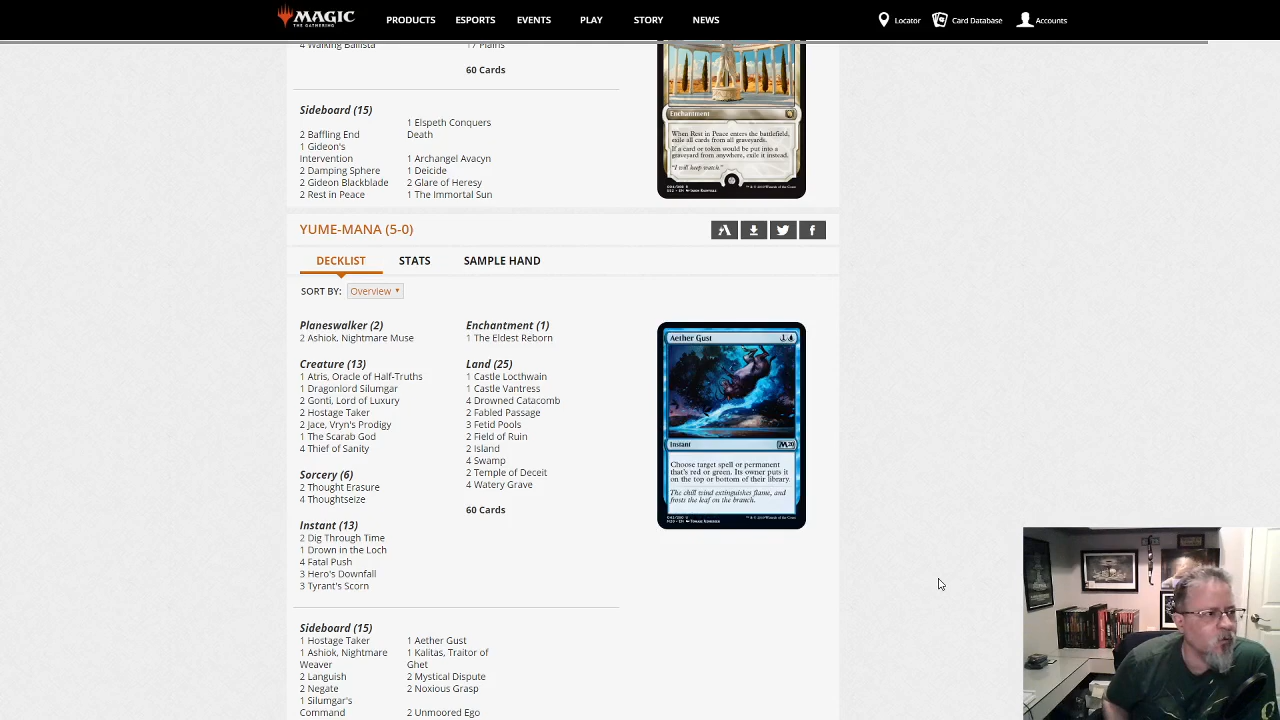 MAGIC
THE GATHERING
PRODUCTS
ESPORTS
EVENTS
PLAY
STORY
NEWS
Locator
Card Database
Accounts
4 Walking Ballista
17 Plains
60 Cards
Sideboard (15)
2 Baffling End
1 Gideon's
Intervention
2 Damping Sphere
2 Gideon Blackblade
2 Rest in Peace
1 Elspeth Conquers
Death
1 Archangel Avacyn
1 Deicide
2 Glare of Heresy
1 The Immortal Sun
Enchantment
When Rest in Peace enters the battlefield,
exile all cards from all graveyards.
If a card or token would be put into a
graveyard from anywhere, exile it instead.
"I will keep watch."
YUME-MANA (5-0)
DECKLIST
STATS
SAMPLE HAND
SORT BY:
Overview
Planeswalker (2)
2 Ashiok, Nightmare Muse
Creature (13)
1 Atris, Oracle of Half-Truths
1 Dragonlord Silumgar
2 Gonti, Lord of Luxury
2 Hostage Taker
2 Jace, Vryn's Prodigy
1 The Scarab God
4 Thief of Sanity
Sorcery (6)
2 Thought Erasure
4 Thoughtseize
Instant (13)
2 Dig Through Time
1 Drown in the Loch
4 Fatal Push
3 Hero's Downfall
3 Tyrant's Scorn
Enchantment (1)
1 The Eldest Reborn
Land (25)
1 Castle Locthwain
1 Castle Vantress
4 Drowned Catacomb
2 Fabled Passage
3 Fetid Pools
2 Field of Ruin
2 Island
4 Swamp
2 Temple of Deceit
4 Watery Grave
60 Cards
Aether Gust
1
Instant
M20
Choose target spell or permanent
that's red or green. Its owner puts it
on the top or bottom of their library.
The chill wind extinguishes flame, and
frosts the leaf on the branch.
Sideboard (15)
1 Hostage Taker
1 Ashiok, Nightmare
Weaver
2 Languish
2 Negate
1 Silumgar's
Command
1 Aether Gust
1 Kalitas, Traitor of
Ghet
2 Mystical Dispute
2 Noxious Grasp
2 Unmoored Ego